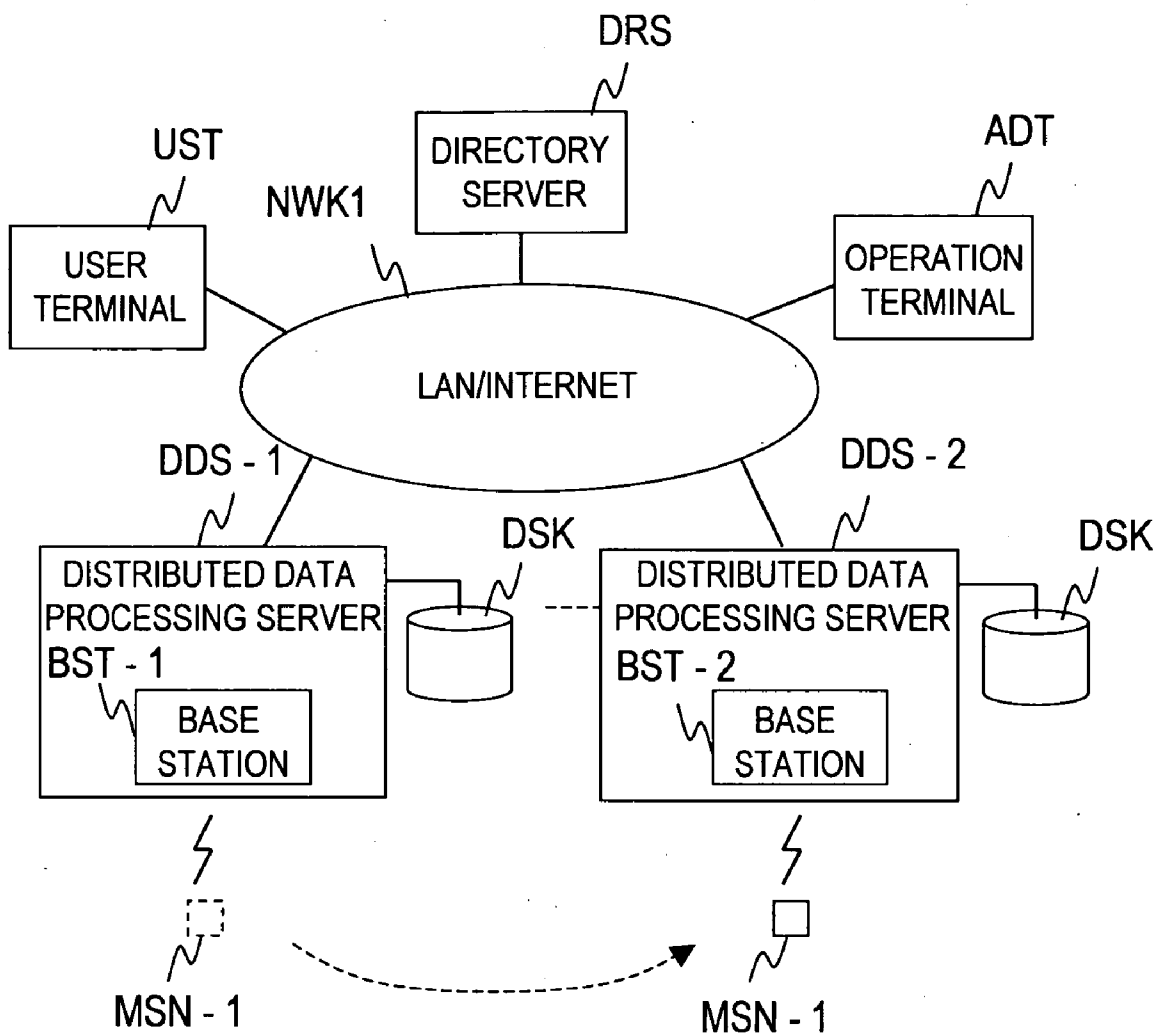 DRS
UST
ADT
DIRECTORY
SERVER
NWK1
USER
TERMINAL
OPERATION
TERMINAL
LAN/INTERNET
DDS - 1
DDS - 2
DSK
DSK
DISTRIBUTED DATA
PROCESSING SERVER
BST - 1
BASE
STATION
DISTRIBUTED DATA
PROCESSING SERVER
BST - 2
BASE
STATION
MSN - 1
MSN - 1